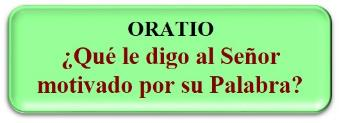 ORATIO
¿Qué le digo al Señor
motivado por su Palabra?